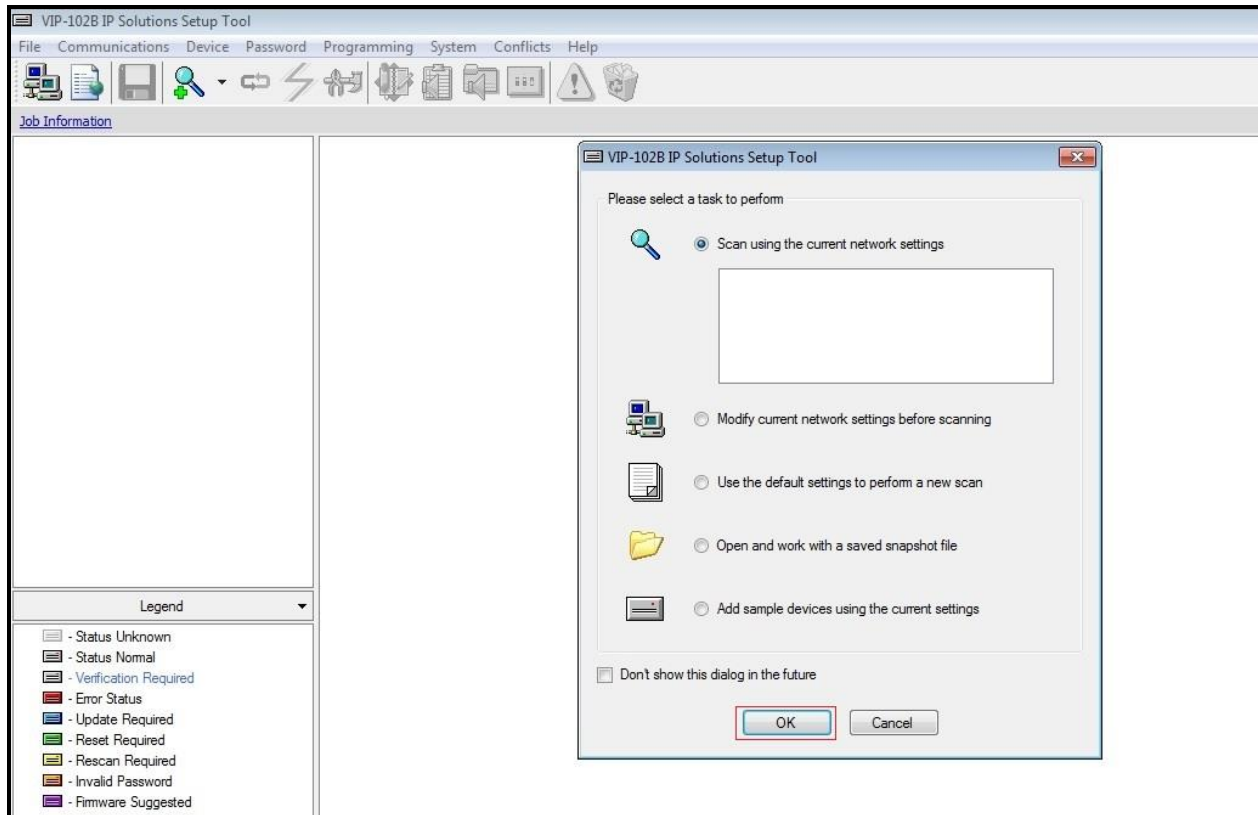 VIP-102B IP Solutions Setup Tool
File Communications Device Password Programming System Conflicts Help
Job Information
VIP-102B IP Solutions Setup Tool
Please select a task to perform
Scan using the current network settings
Modify current network settings before scanning
Use the default settings to perform a new scan
Open and work with a saved snapshot file
Add sample devices using the current settings
Don't show this dialog in the future
OK Cancel
Legend
- Status Unknown
- Status Normal
- Verification Required
- Error Status
- Update Required
- Reset Required
- Rescan Required
- Invalid Password
- Firmware Suggested